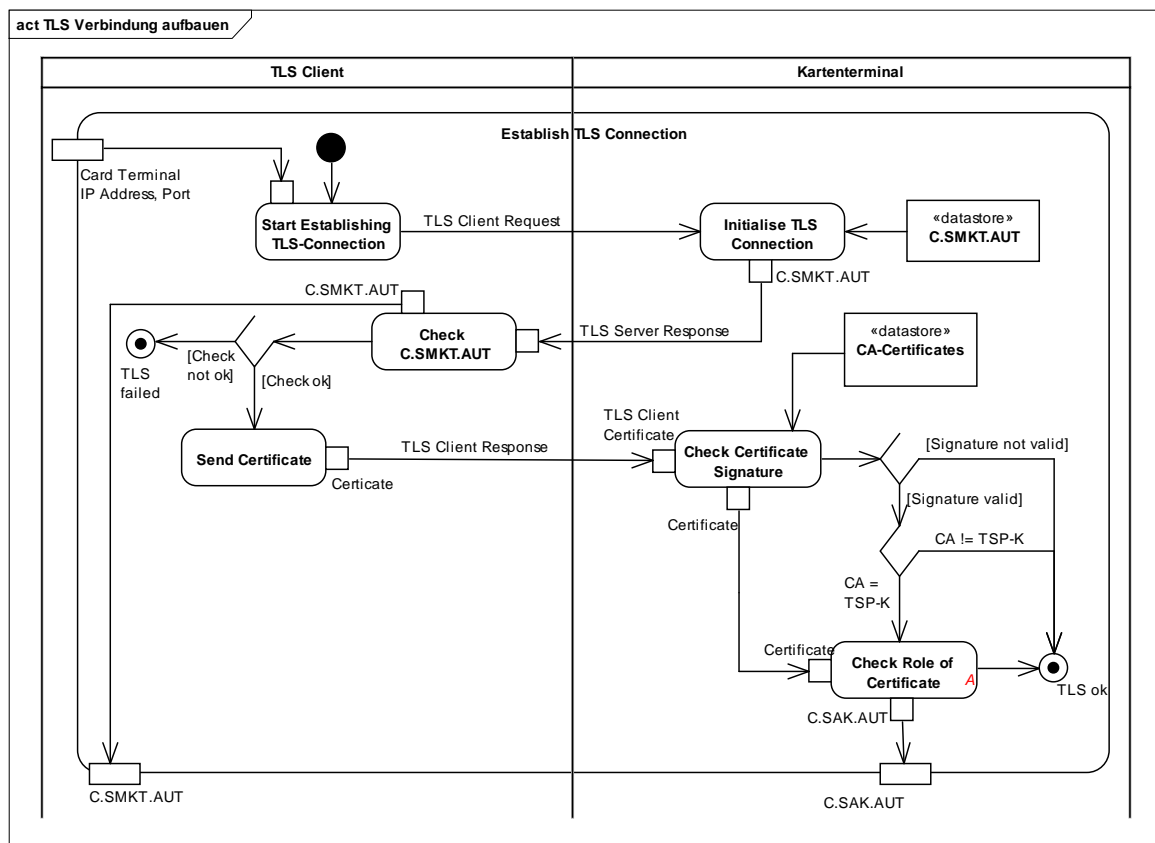 act TLS Verbindung aufbauen
TLS Client
Kartenterminal
Establish TLS Connection
Card Terminal
IP Address, Port
Start Establishing
TLS-Connection
TLS Client Request
Initialise TLS
Connection
«datastore»
C.SMKT.AUT
C.SMKT.AUT
C.SMKT.AUT
Check
C.SMKT.AUT
TLS Server Response
«datastore»
CA-Certificates
[Check
not ok]
TLS
failed
[Check ok]
Send Certificate
Certicate
TLS Client Response
TLS Client
Certificate
Check Certificate
Signature
[Signature not valid]
[Signature valid]
Certificate
CA != TSP-K
CA =
TSP-K
Certificate
Check Role of
Certificate
A
TLS ok
C.SAK.AUT
C.SMKT.AUT
C.SAK.AUT